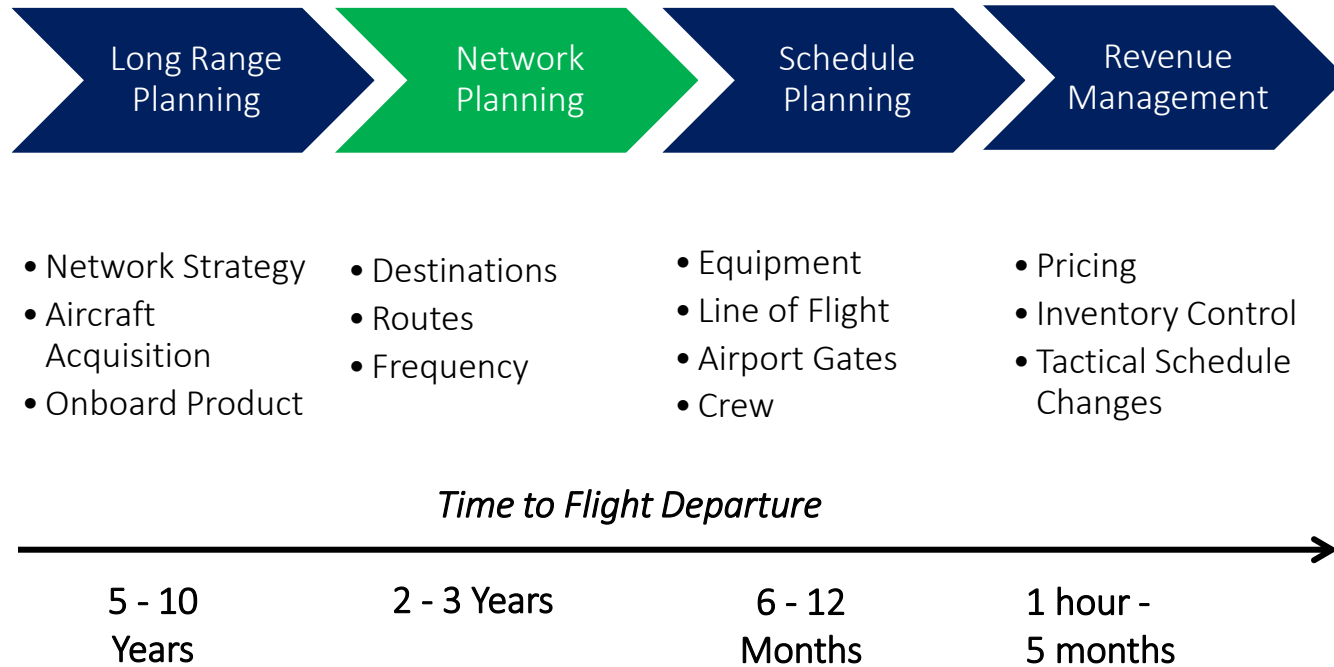 Long Range
Planning
Network
Planning
Schedule
Planning
Revenue
Management
• Network Strategy
• Aircraft
Acquisition
• Onboard Product
• Destinations
• Routes
• Frequency
• Equipment
• Line of Flight
• Airport Gates
• Crew
• Pricing
• Inventory Control
• Tactical Schedule
Changes
Time to Flight Departure
5 - 10
Years
2 - 3 Years
6 - 12
Months
1 hour -
5 months